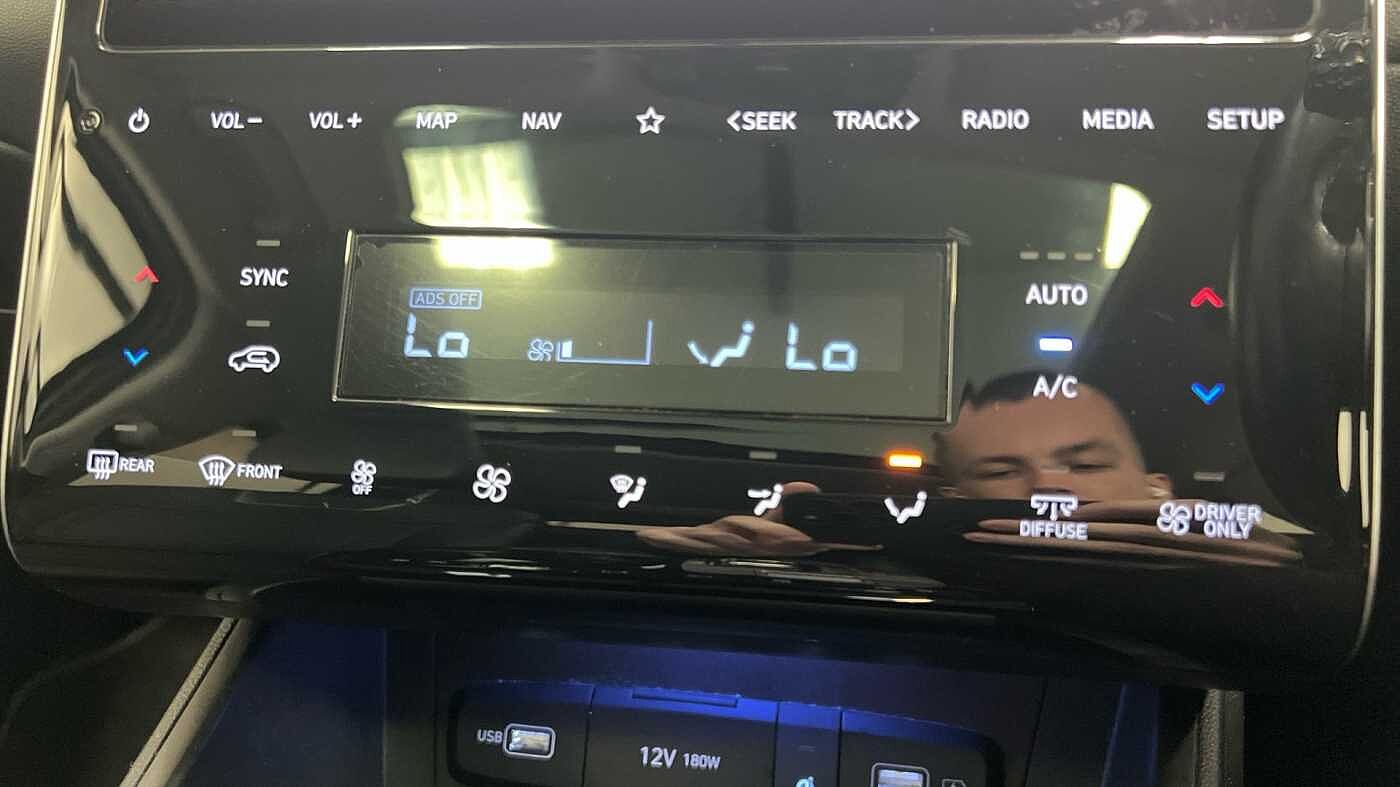 VOL− VOL+ MAP NAV <SEEK TRACK> RADIO MEDIA SETUP
SYNC
AUTO
ADS OFF
Lo Lo
A/C
REAR FRONT OFF DIFFUSE DRIVER
ONLY
USB 12V 180W